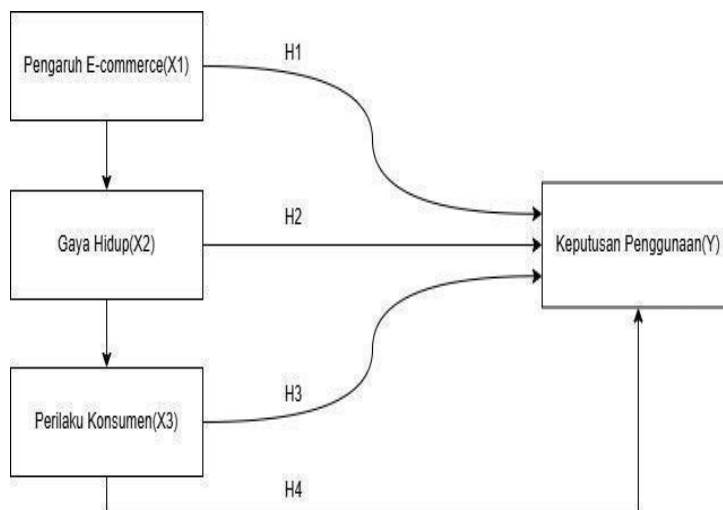 Pengaruh E-commerce(X1)
H1
Gaya Hidup(X2)
H2
Keputusan Penggunaan(Y)
Perilaku Konsumen(X3)
H3
H4